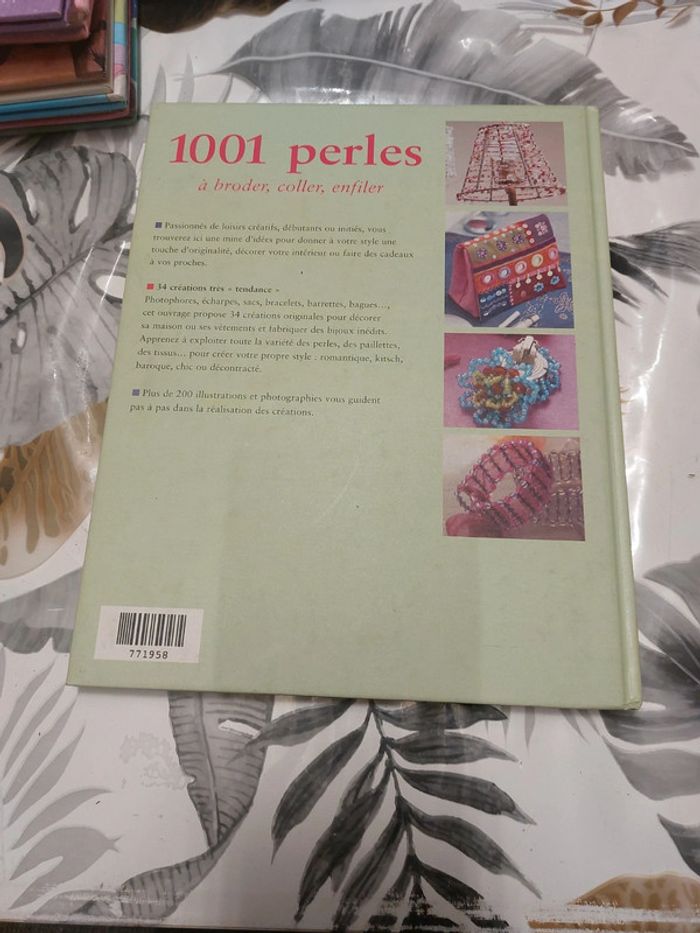 1001 perles
à broder, coller, enfiler
Passionnés de loisirs créatifs, débutants ou initiés, vous
trouverez ici une mine d'idées pour donner à votre style une
touche d'originalité, décorer votre intérieur ou faire des cadeaux
à vos proches.
34 créations très « tendance »
Photophores, écharpes, sacs, bracelets, barrettes, bagues...,
cet ouvrage propose 34 créations originales pour décorer
sa maison ou ses vêtements et fabriquer des bijoux inédits.
Apprenez à exploiter toute la variété des perles, des paillettes,
des tissus... pour créer votre propre style : romantique, kitsch,
baroque, chic ou décontracté.
Plus de 200 illustrations et photographies vous guident
pas à pas dans la réalisation des créations.
771958